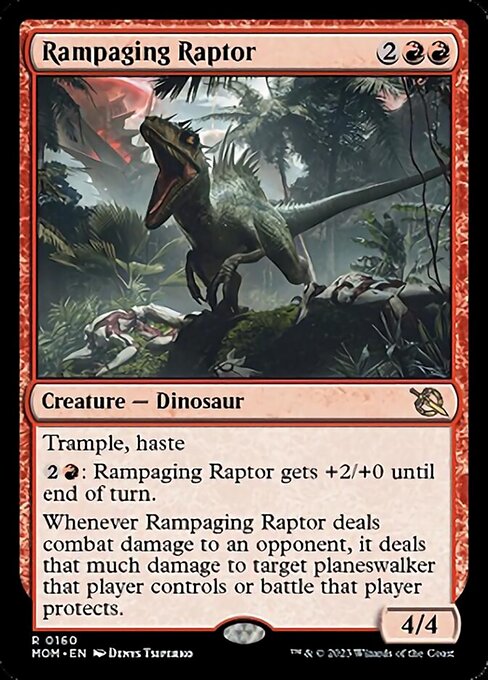 Rampaging Raptor 2
Creature — Dinosaur
Trample, haste
2 : Rampaging Raptor gets +2/+0 until
end of turn.
Whenever Rampaging Raptor deals
combat damage to an opponent, it deals
that much damage to target planeswalker
that player controls or battle that player
protects.
4/4
R 0160
MOM • EN Denys Tsiperko
™ & © 2023 Wizards of the Coast